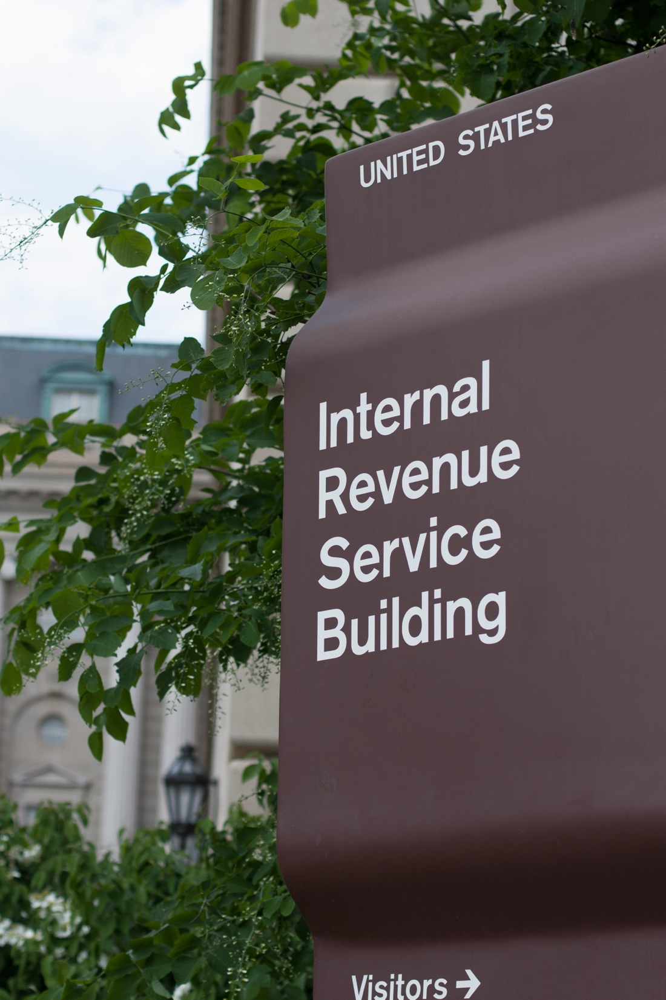 UNITED STATES
Internal
Revenue
Service
Building
Visitors →